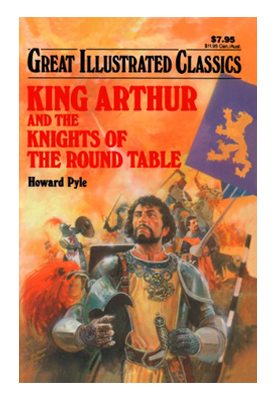 $7.95
$11.95 Can./Aust.
GREAT ILLUSTRATED CLASSICS
KING ARTHUR
AND THE
KNIGHTS OF
THE ROUND TABLE
Howard Pyle